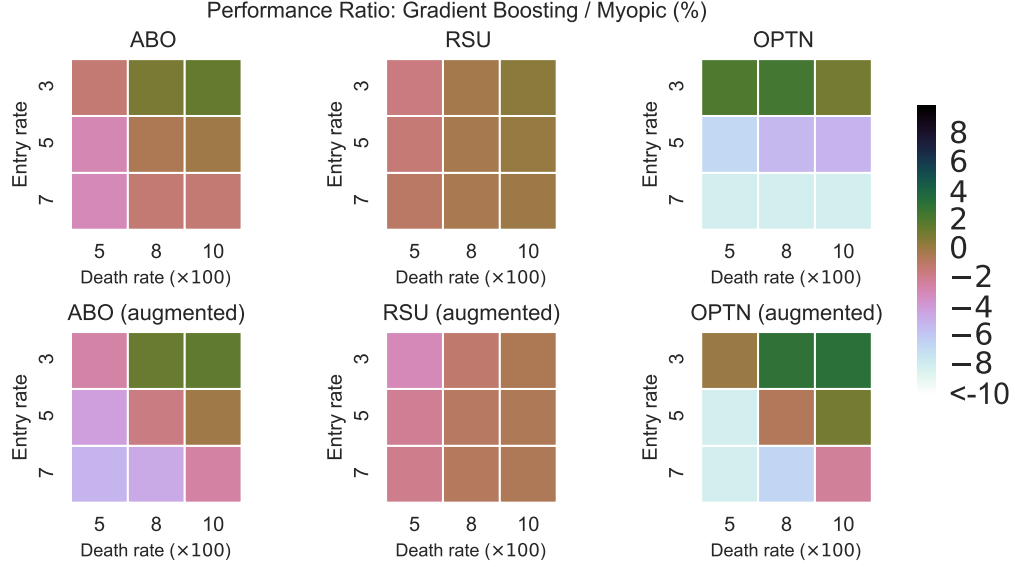 Performance Ratio: Gradient Boosting / Myopic (%)
ABO
RSU
OPTN
Entry rate
3
5
7
5 8 10
Death rate (×100)
Entry rate
3
5
7
5 8 10
Death rate (×100)
Entry rate
3
5
7
5 8 10
Death rate (×100)
ABO (augmented)
RSU (augmented)
OPTN (augmented)
Entry rate
3
5
7
5 8 10
Death rate (×100)
Entry rate
3
5
7
5 8 10
Death rate (×100)
Entry rate
3
5
7
5 8 10
Death rate (×100)
8
6
4
2
0
−2
−4
−6
−8
<-10